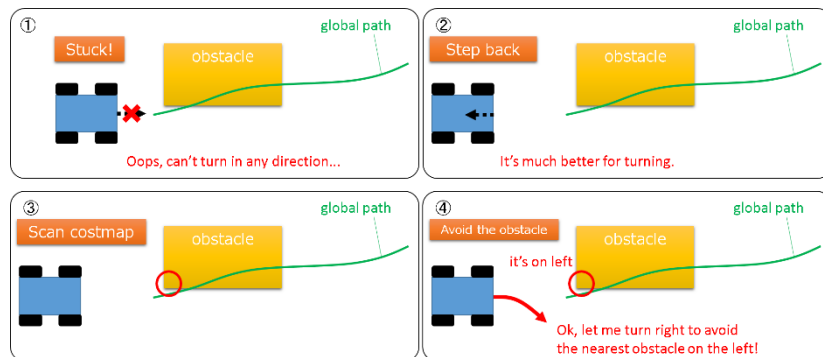 ①
global path
Stuck!
obstacle
Oops, can't turn in any direction...
②
global path
Step back
obstacle
It's much better for turning.
③
global path
Scan costmap
obstacle
④
global path
Avoid the obstacle
obstacle
it's on left
Ok, let me turn right to avoid
the nearest obstacle on the left!